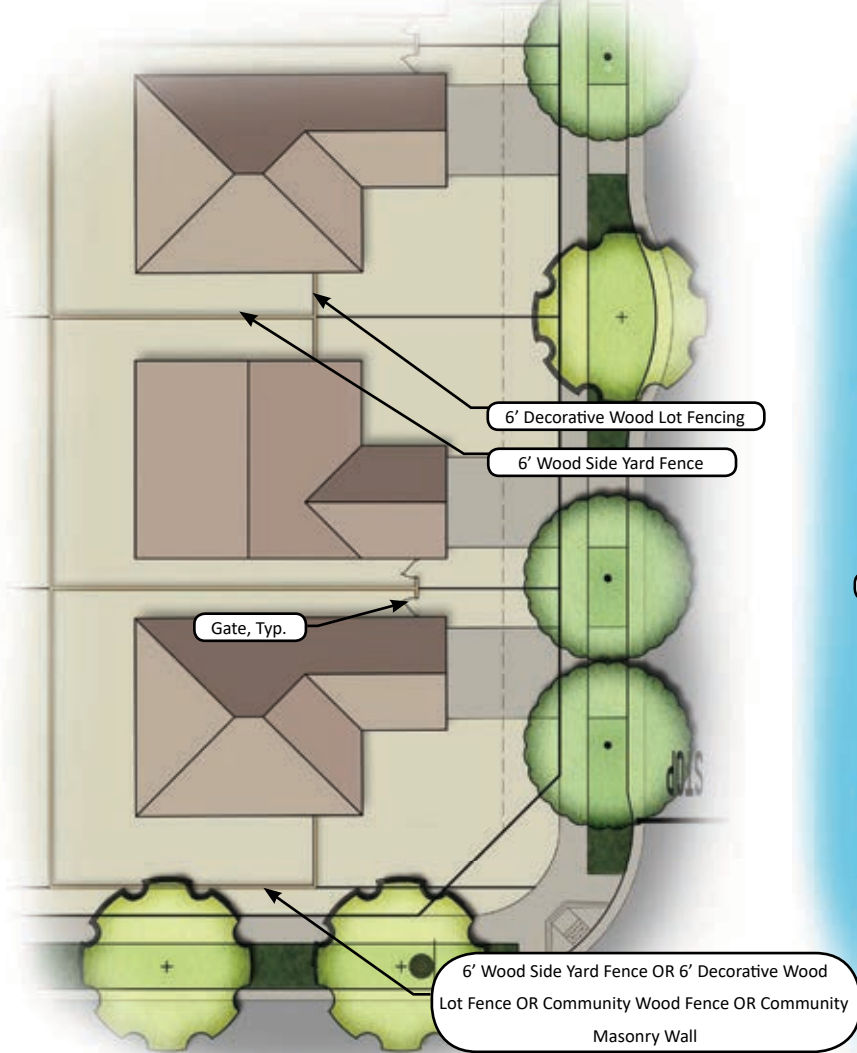 6’ Decorative Wood Lot Fencing
6’ Wood Side Yard Fence
Gate, Typ.
STOP
6’ Wood Side Yard Fence OR 6’ Decorative Wood
Lot Fence OR Community Wood Fence OR Community
Masonry Wall